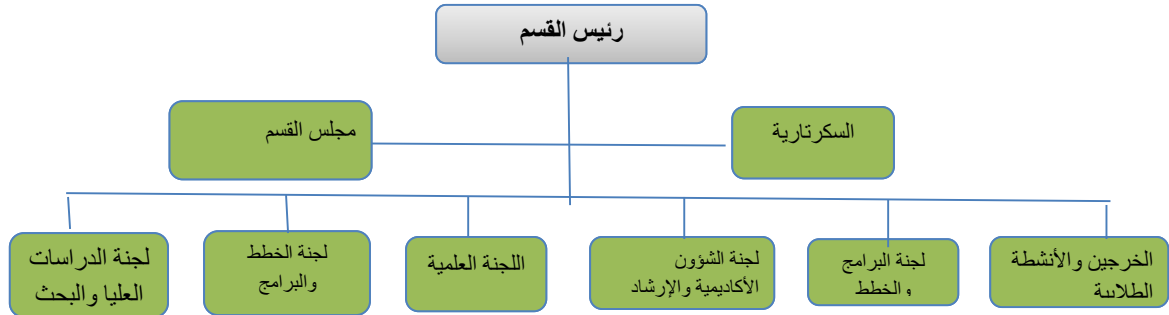 رئيس القسم
السكرتارية
مجلس القسم
الخرجين والأنشطة
الطلابية
لجنة البرامج
والخطط
لجنة الشؤون
الأكاديمية والإرشاد
اللجنة العلمية
لجنة الخطط
والبرامج
لجنة الدراسات
العليا والبحث